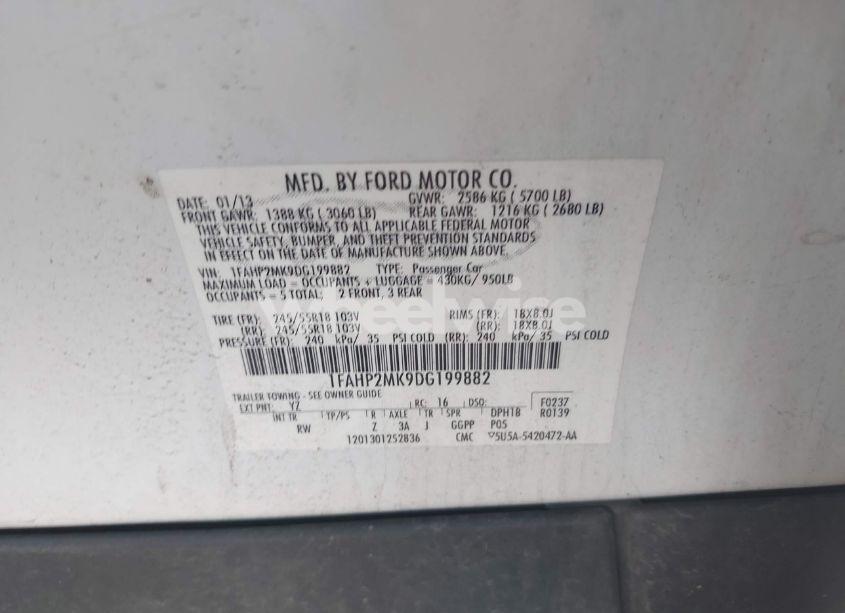 MFD. BY FORD MOTOR CO.
DATE: 01/13 GVWR: 2586 KG ( 5700 LB)
FRONT GAWR: 1388 KG ( 3060 LB) REAR GAWR: 1216 KG ( 2680 LB)
THIS VEHICLE CONFORMS TO ALL APPLICABLE FEDERAL MOTOR
VEHICLE SAFETY, BUMPER, AND THEFT PREVENTION STANDARDS
IN EFFECT ON THE DATE OF MANUFACTURE SHOWN ABOVE.
VIN: 1FAHP2MK9DG199882 TYPE: Passenger Car
MAXIMUM LOAD = OCCUPANTS + LUGGAGE = 430KG/ 950LB
OCCUPANTS = 5 TOTAL; 2 FRONT, 3 REAR
wheelwise
TIRE (FR): 245/55R18 103V RIMS (FR): 18X8.0J
(RR): 245/55R18 103V (RR): 18X8.0J
PRESSURE (FR): 240 kPa/ 35 PSI COLD (RR): 240 kPa/ 35 PSI COLD
1FAHP2MK9DG199882
TRAILER TOWING - SEE OWNER GUIDE
EXT PNT: YZ RC: 16 DSO: F0237
INT TR TP/PS R AXLE TR SPR DPH18 R0139
RW Z 3A J GGPP P05
1201301252836 CMC ▽5U5A-5420472-AA